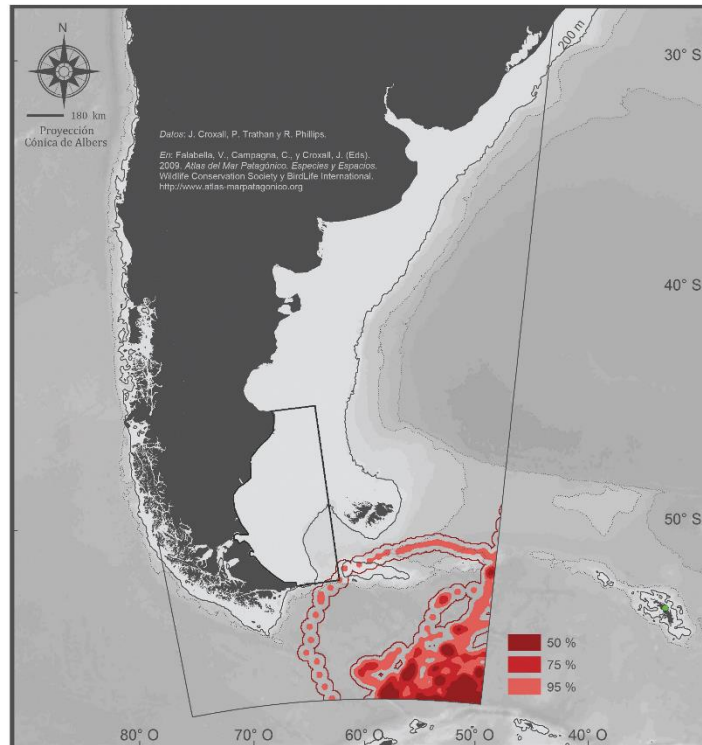 N
180 km
Proyección
Cónica de Albers
Datos: J. Croxall, P. Trathan y R. Phillips.
En: Falabella, V., Campagna, C., y Croxall, J. (Eds).
2009. Atlas del Mar Patagónico. Especies y Espacios.
Wildlife Conservation Society y BirdLife International.
http://www.atlas-marpatagonico.org
200 m
30° S
40° S
50° S
50 %
75 %
95 %
80° O
70° O
60° O
50° O
40° O